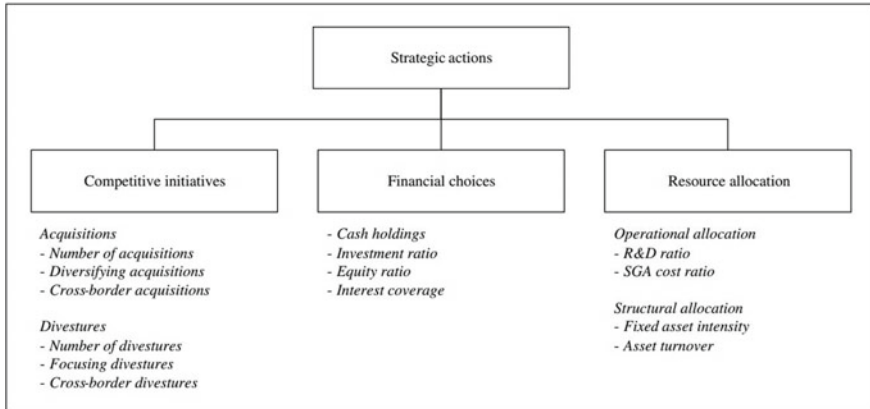 Strategic actions
Competitive initiatives
Financial choices
Resource allocation
Acquisitions
- Number of acquisitions
- Diversifying acquisitions
- Cross-border acquisitions
Divestures
- Number of divestures
- Focusing divestures
- Cross-border divestures
- Cash holdings
- Investment ratio
- Equity ratio
- Interest coverage
Operational allocation
- R&D ratio
- SGA cost ratio
Structural allocation
- Fixed asset intensity
- Asset turnover